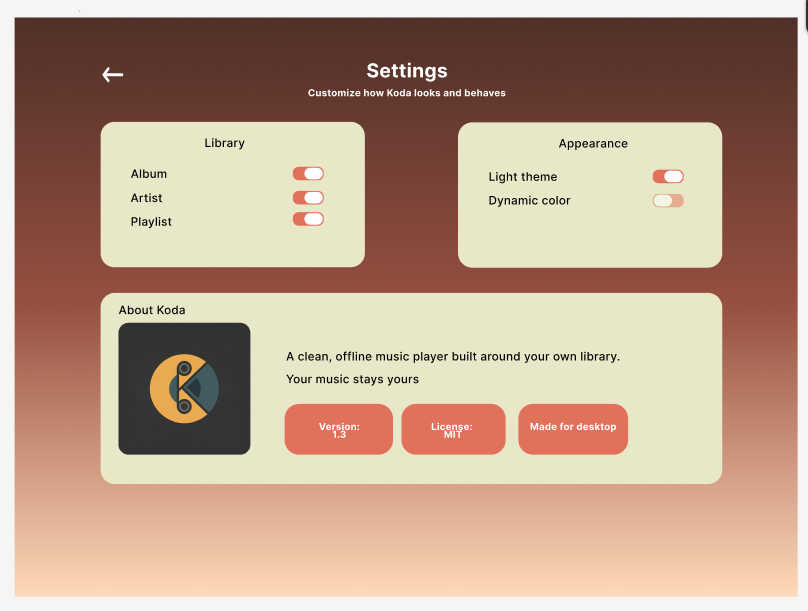 Settings
Customize how Koda looks and behaves
Library
Album
Artist
Playlist
Appearance
Light theme
Dynamic color
About Koda
A clean, offline music player built around your own library.
Your music stays yours
Version:
1.3
License:
MIT
Made for desktop